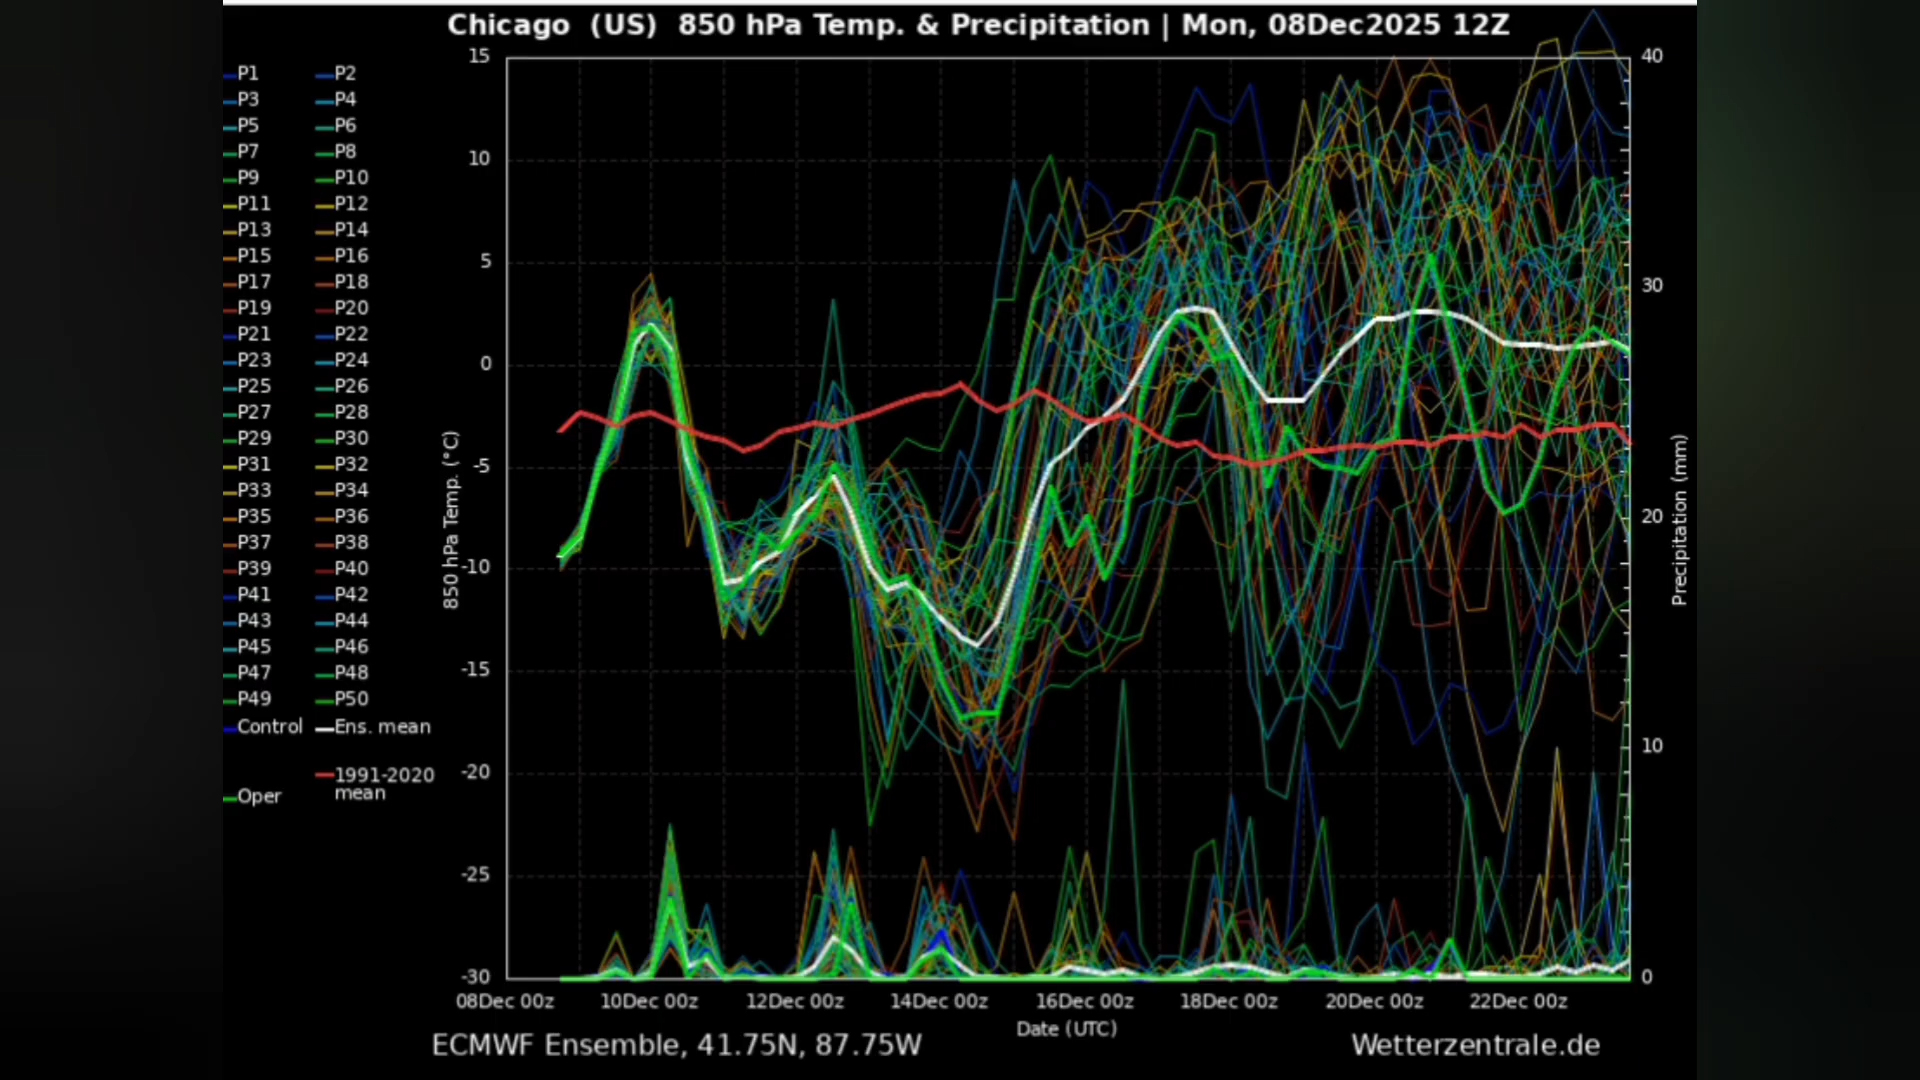 Chicago  (US)  850 hPa Temp. & Precipitation | Mon, 08Dec2025 12Z
P1 P2
P3 P4
P5 P6
P7 P8
P9 P10
P11 P12
P13 P14
P15 P16
P17 P18
P19 P20
P21 P22
P23 P24
P25 P26
P27 P28
P29 P30
P31 P32
P33 P34
P35 P36
P37 P38
P39 P40
P41 P42
P43 P44
P45 P46
P47 P48
P49 P50
Control Ens. mean
1991-2020
mean
Oper
850 hPa Temp. (°C)
15
10
5
0
-5
-10
-15
-20
-25
-30
40
30
20
10
0
Precipitation (mm)
08Dec 00z 10Dec 00z 12Dec 00z 14Dec 00z 16Dec 00z 18Dec 00z 20Dec 00z 22Dec 00z
Date (UTC)
ECMWF Ensemble, 41.75N, 87.75W
Wetterzentrale.de